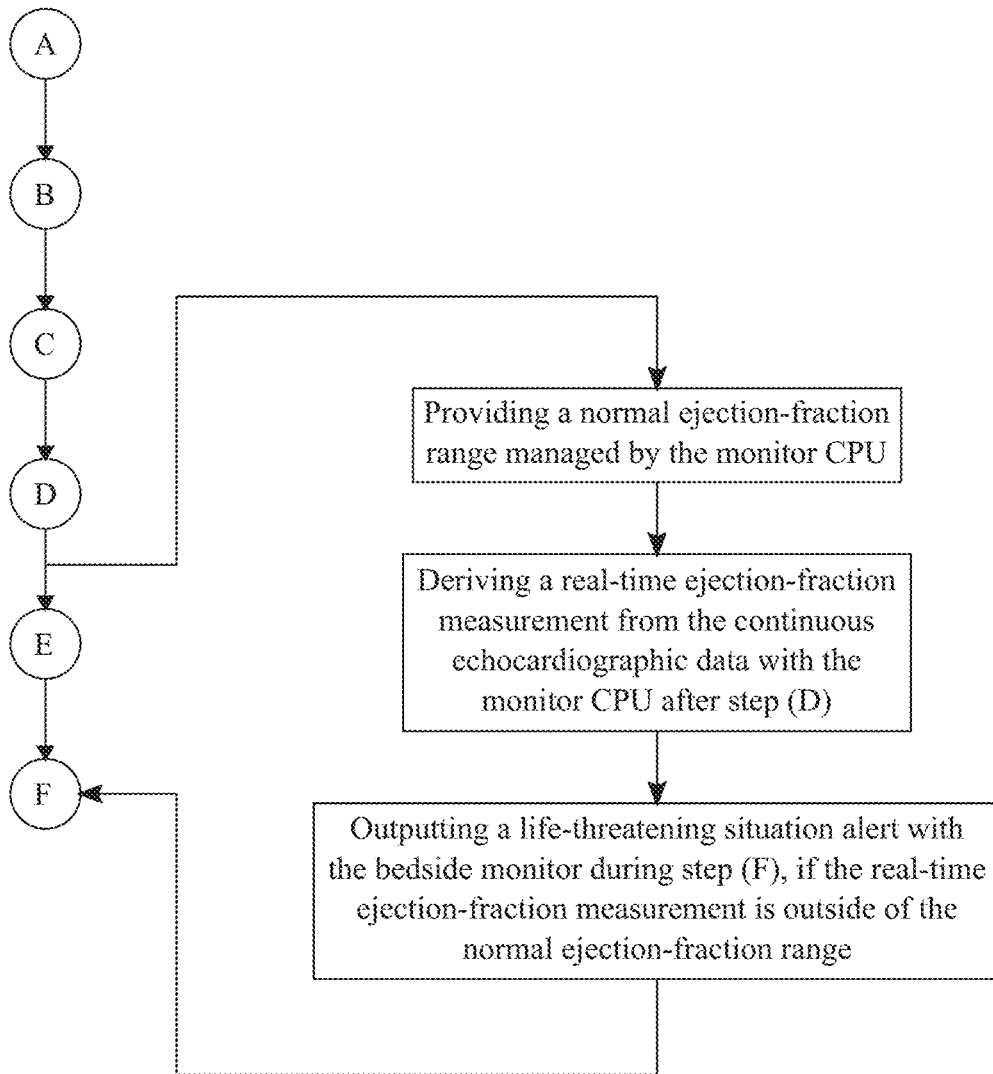 A
B
C
D
E
F
Providing a normal ejection-fraction
range managed by the monitor CPU
Deriving a real-time ejection-fraction
measurement from the continuous
echocardiographic data with the
monitor CPU after step (D)
Outputting a life-threatening situation alert with
the bedside monitor during step (F), if the real-time
ejection-fraction measurement is outside of the
normal ejection-fraction range